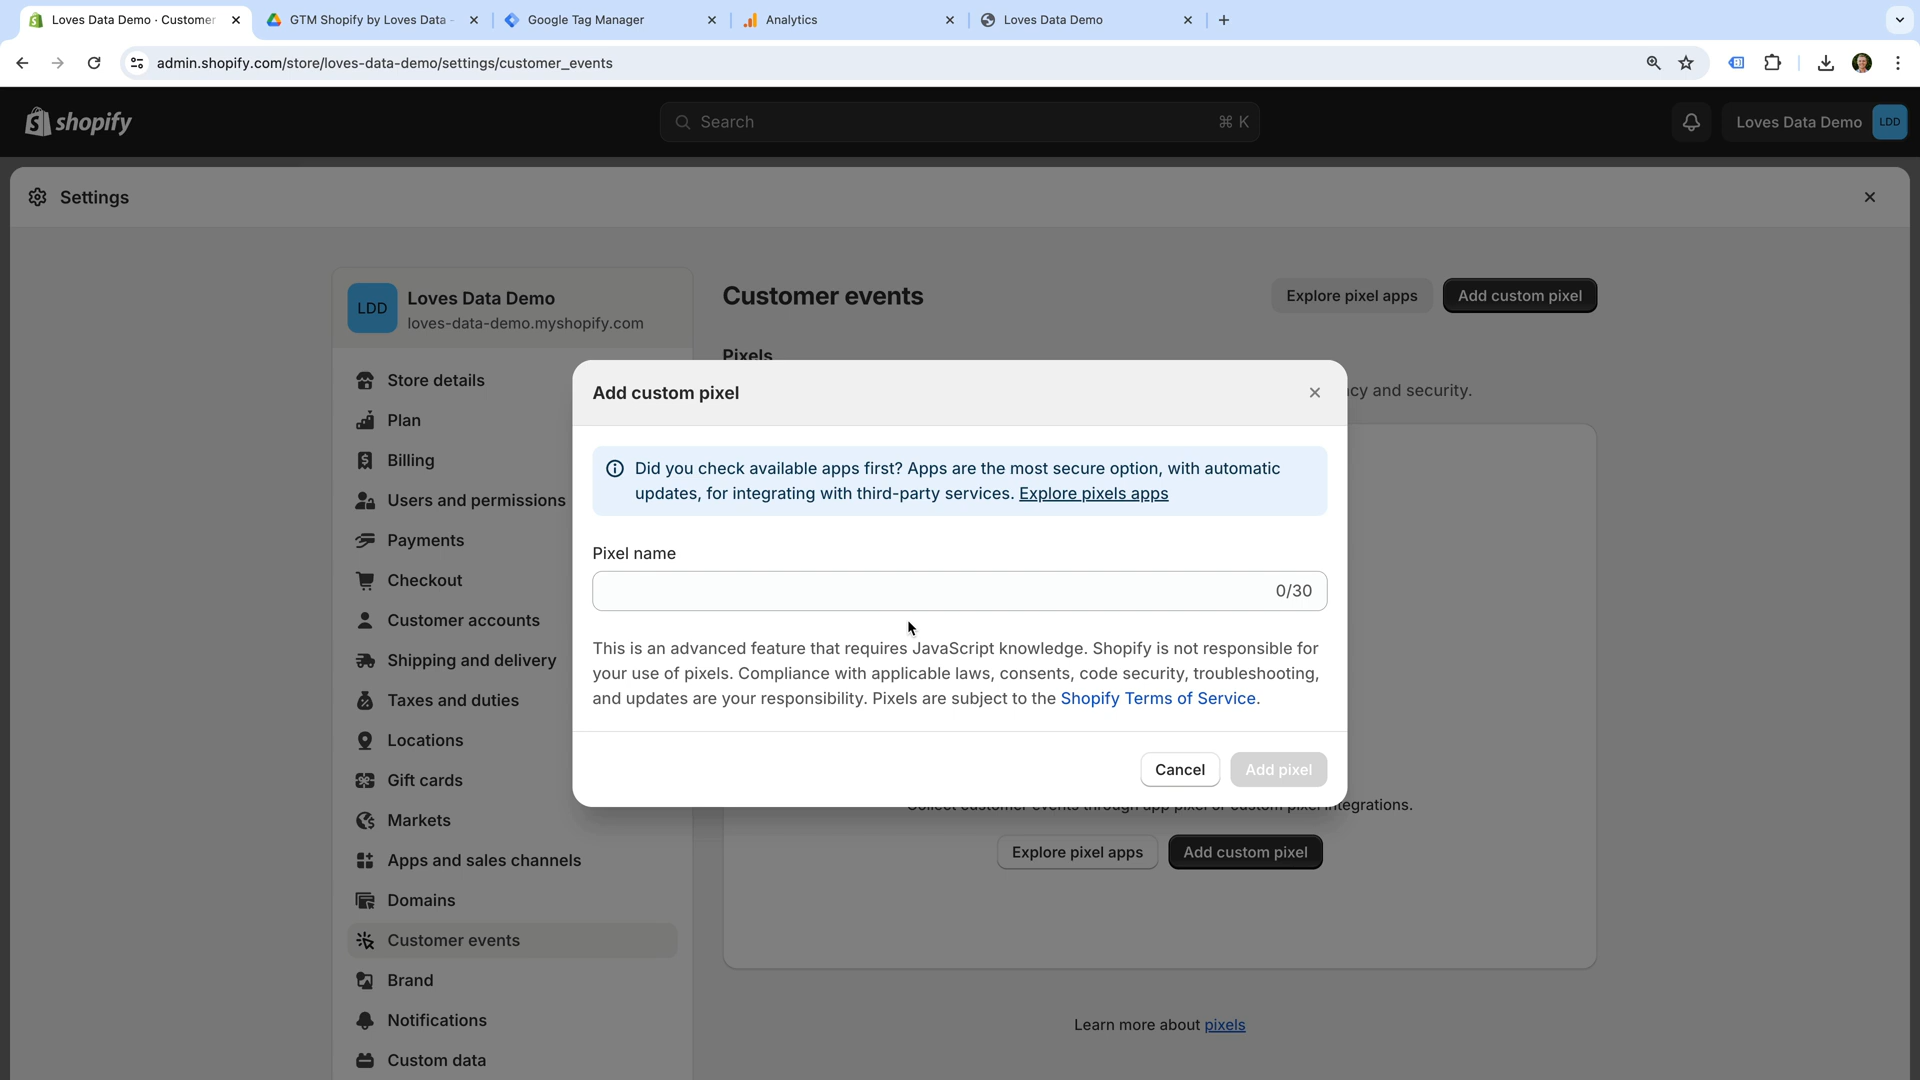 Loves Data Demo · Customer
GTM Shopify by Loves Data -
Google Tag Manager
Analytics
Loves Data Demo
admin.shopify.com/store/loves-data-demo/settings/customer_events
shopify
Search
⌘ K
Loves Data Demo
LDD
Settings
LDD
Loves Data Demo
loves-data-demo.myshopify.com
Store details
Plan
Billing
Users and permissions
Payments
Checkout
Customer accounts
Shipping and delivery
Taxes and duties
Locations
Gift cards
Markets
Apps and sales channels
Domains
Customer events
Brand
Notifications
Custom data
Customer events
Explore pixel apps
Add custom pixel
Pixels
cy and security.
Add custom pixel
Did you check available apps first? Apps are the most secure option, with automatic
updates, for integrating with third-party services. Explore pixels apps
Pixel name
0/30
This is an advanced feature that requires JavaScript knowledge. Shopify is not responsible for
your use of pixels. Compliance with applicable laws, consents, code security, troubleshooting,
and updates are your responsibility. Pixels are subject to the Shopify Terms of Service.
Cancel
Add pixel
Collect customer events through app pixel or custom pixel integrations.
Explore pixel apps
Add custom pixel
Learn more about pixels